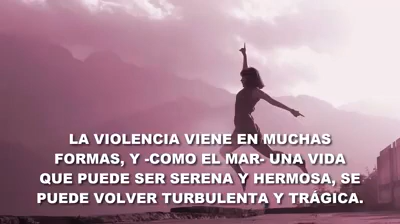 LA VIOLENCIA VIENE EN MUCHAS
FORMAS, Y -COMO EL MAR- UNA VIDA
QUE PUEDE SER SERENA Y HERMOSA, SE
PUEDE VOLVER TURBULENTA Y TRÁGICA.